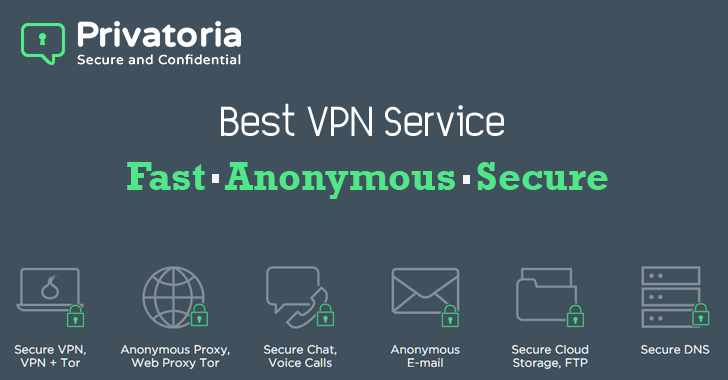 Privatoria
Secure and Confidential
Best VPN Service
Fast · Anonymous · Secure
Secure VPN,
VPN + Tor
Anonymous Proxy,
Web Proxy Tor
Secure Chat,
Voice Calls
Anonymous
E-mail
Secure Cloud
Storage, FTP
Secure DNS